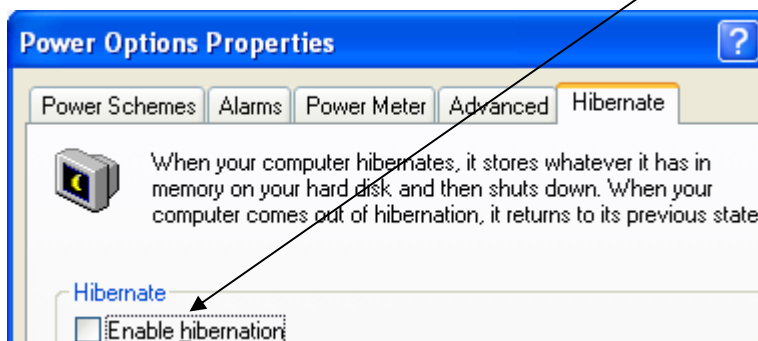 Power Options Properties
?
Power Schemes Alarms Power Meter Advanced Hibernate
When your computer hibernates, it stores whatever it has in
memory on your hard disk and then shuts down. When your
computer comes out of hibernation, it returns to its previous state
Hibernate
Enable hibernation